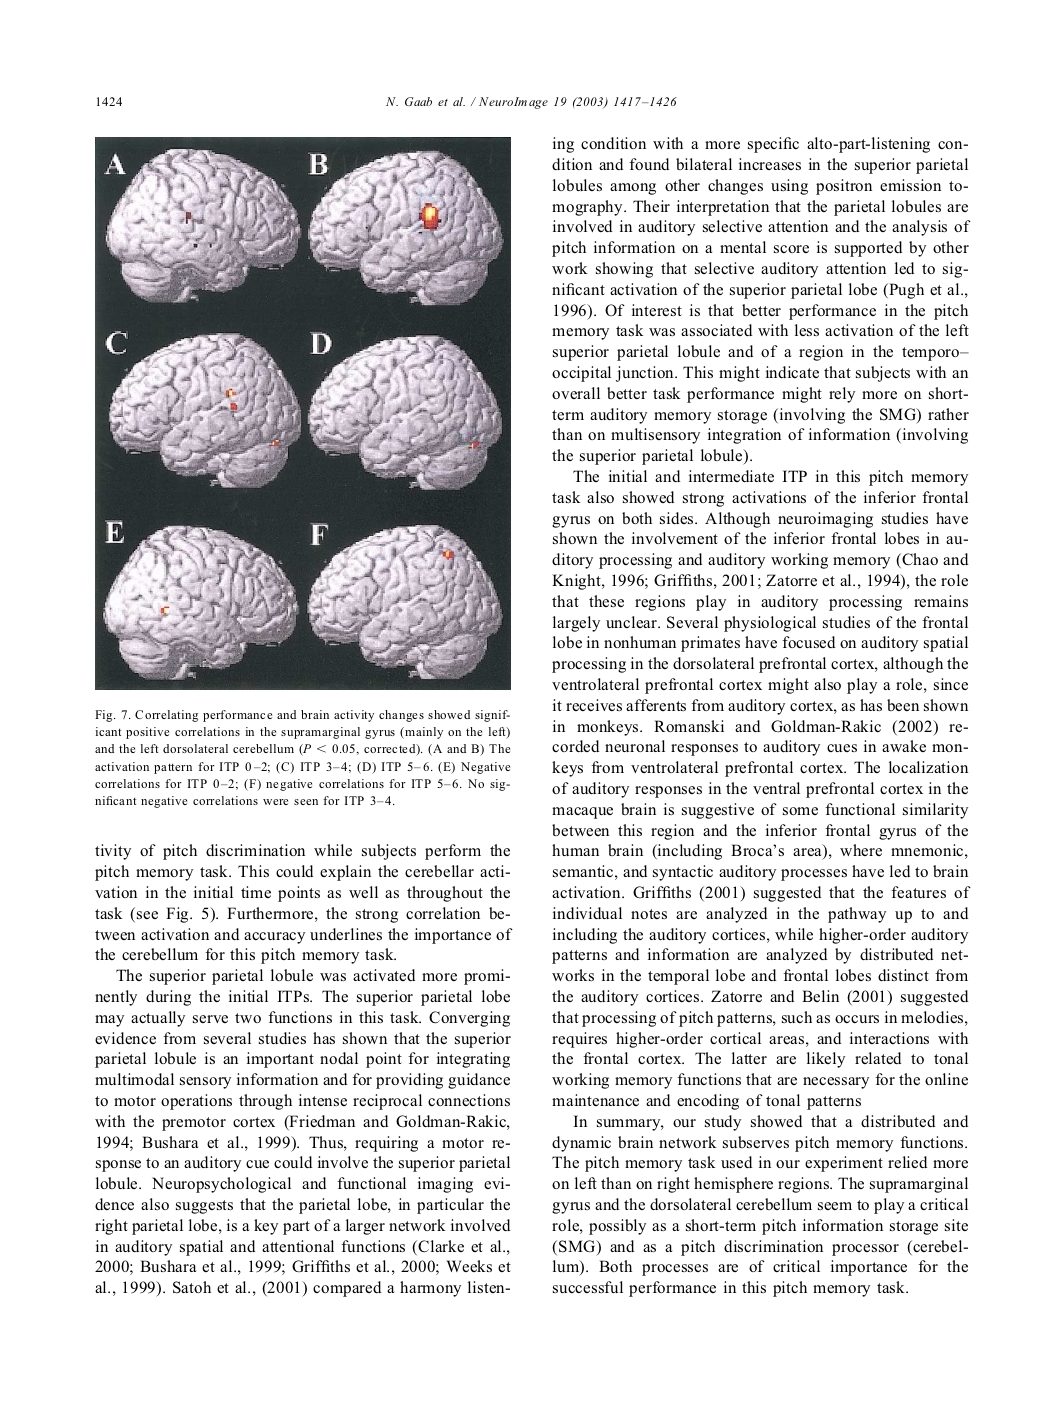 1424
N. Gaab et al. / NeuroImage 19 (2003) 1417–1426
A
B
C
D
E
F
Fig. 7. Correlating performance and brain activity changes showed signif-
icant positive correlations in the supramarginal gyrus (mainly on the left)
and the left dorsolateral cerebellum (P < 0.05, corrected). (A and B) The
activation pattern for ITP 0–2; (C) ITP 3–4; (D) ITP 5–6. (E) Negative
correlations for ITP 0–2; (F) negative correlations for ITP 5–6. No sig-
nificant negative correlations were seen for ITP 3–4.
tivity of pitch discrimination while subjects perform the
pitch memory task. This could explain the cerebellar acti-
vation in the initial time points as well as throughout the
task (see Fig. 5). Furthermore, the strong correlation be-
tween activation and accuracy underlines the importance of
the cerebellum for this pitch memory task.
The superior parietal lobule was activated more promi-
nently during the initial ITPs. The superior parietal lobe
may actually serve two functions in this task. Converging
evidence from several studies has shown that the superior
parietal lobule is an important nodal point for integrating
multimodal sensory information and for providing guidance
to motor operations through intense reciprocal connections
with the premotor cortex (Friedman and Goldman-Rakic,
1994; Bushara et al., 1999). Thus, requiring a motor re-
sponse to an auditory cue could involve the superior parietal
lobule. Neuropsychological and functional imaging evi-
dence also suggests that the parietal lobe, in particular the
right parietal lobe, is a key part of a larger network involved
in auditory spatial and attentional functions (Clarke et al.,
2000; Bushara et al., 1999; Griffiths et al., 2000; Weeks et
al., 1999). Satoh et al., (2001) compared a harmony listen-
ing condition with a more specific alto-part-listening con-
dition and found bilateral increases in the superior parietal
lobules among other changes using positron emission to-
mography. Their interpretation that the parietal lobules are
involved in auditory selective attention and the analysis of
pitch information on a mental score is supported by other
work showing that selective auditory attention led to sig-
nificant activation of the superior parietal lobe (Pugh et al.,
1996). Of interest is that better performance in the pitch
memory task was associated with less activation of the left
superior parietal lobule and of a region in the temporo–
occipital junction. This might indicate that subjects with an
overall better task performance might rely more on short-
term auditory memory storage (involving the SMG) rather
than on multisensory integration of information (involving
the superior parietal lobule).
The initial and intermediate ITP in this pitch memory
task also showed strong activations of the inferior frontal
gyrus on both sides. Although neuroimaging studies have
shown the involvement of the inferior frontal lobes in au-
ditory processing and auditory working memory (Chao and
Knight, 1996; Griffiths, 2001; Zatorre et al., 1994), the role
that these regions play in auditory processing remains
largely unclear. Several physiological studies of the frontal
lobe in nonhuman primates have focused on auditory spatial
processing in the dorsolateral prefrontal cortex, although the
ventrolateral prefrontal cortex might also play a role, since
it receives afferents from auditory cortex, as has been shown
in monkeys. Romanski and Goldman-Rakic (2002) re-
corded neuronal responses to auditory cues in awake mon-
keys from ventrolateral prefrontal cortex. The localization
of auditory responses in the ventral prefrontal cortex in the
macaque brain is suggestive of some functional similarity
between this region and the inferior frontal gyrus of the
human brain (including Broca's area), where mnemonic,
semantic, and syntactic auditory processes have led to brain
activation. Griffiths (2001) suggested that the features of
individual notes are analyzed in the pathway up to and
including the auditory cortices, while higher-order auditory
patterns and information are analyzed by distributed net-
works in the temporal lobe and frontal lobes distinct from
the auditory cortices. Zatorre and Belin (2001) suggested
that processing of pitch patterns, such as occurs in melodies,
requires higher-order cortical areas, and interactions with
the frontal cortex. The latter are likely related to tonal
working memory functions that are necessary for the online
maintenance and encoding of tonal patterns
In summary, our study showed that a distributed and
dynamic brain network subserves pitch memory functions.
The pitch memory task used in our experiment relied more
on left than on right hemisphere regions. The supramarginal
gyrus and the dorsolateral cerebellum seem to play a critical
role, possibly as a short-term pitch information storage site
(SMG) and as a pitch discrimination processor (cerebel-
lum). Both processes are of critical importance for the
successful performance in this pitch memory task.